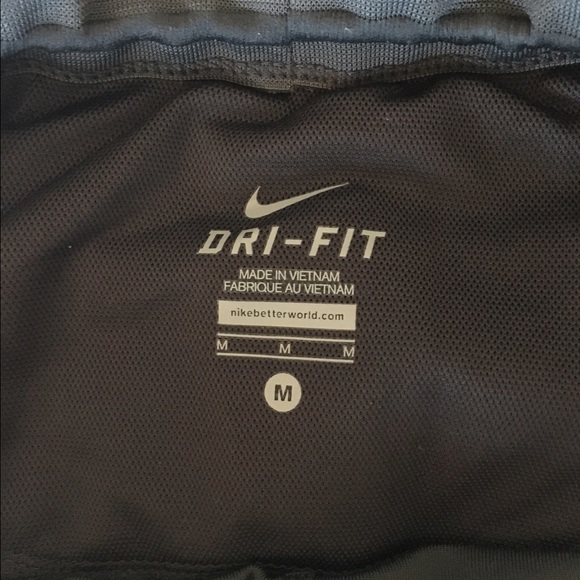 DRI-FIT
MADE IN VIETNAM
FABRIQUE AU VIETNAM
nikebetterworld.com
M M M
M